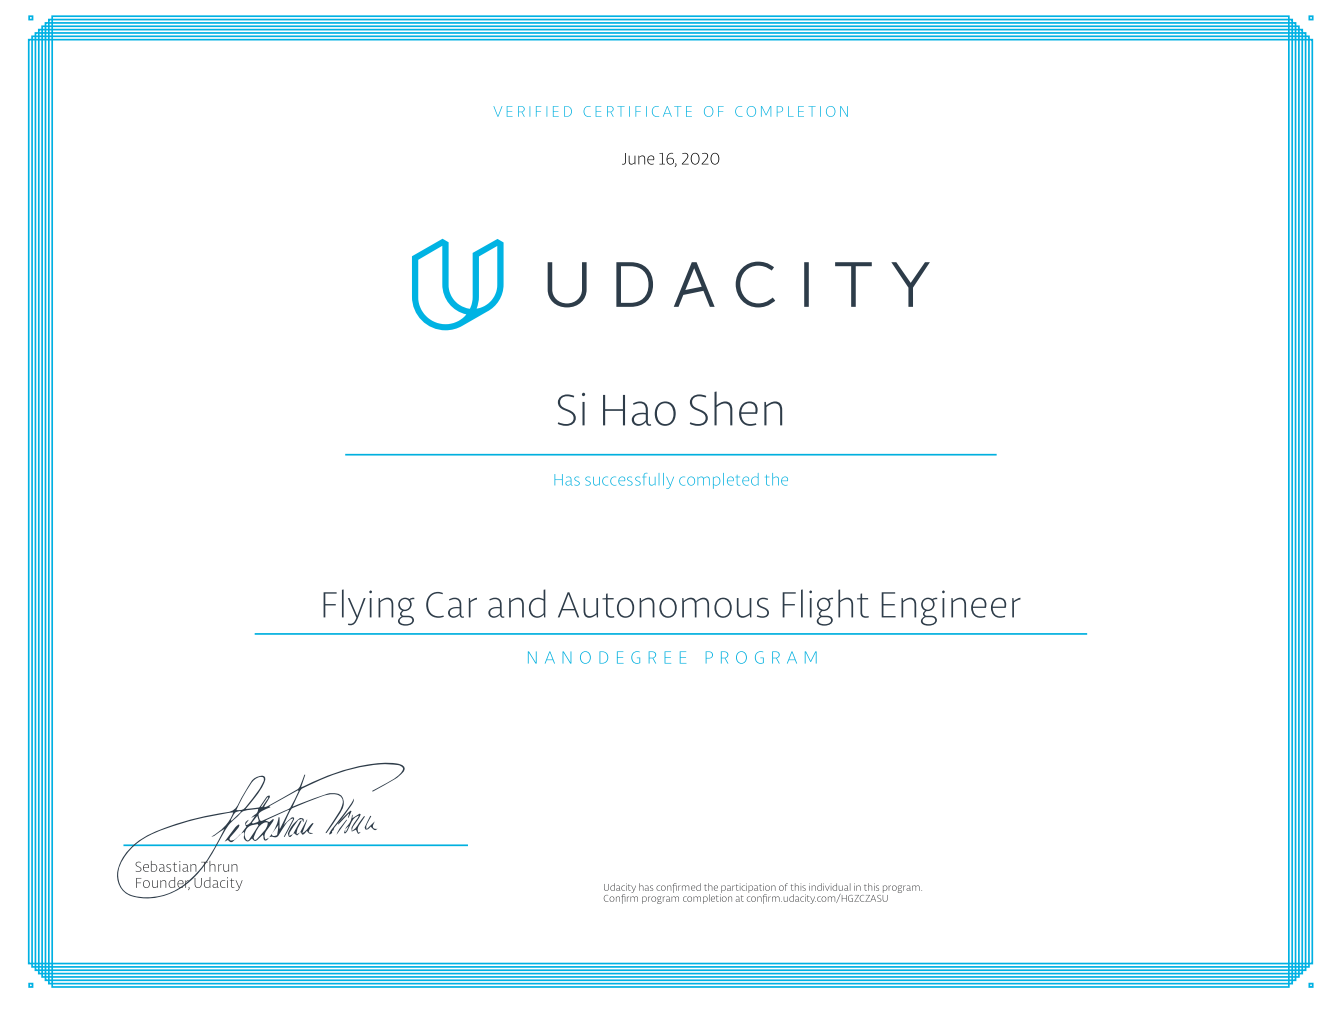 VERIFIED CERTIFICATE OF COMPLETION
June 16, 2020
UDACITY
Si Hao Shen
Has successfully completed the
Flying Car and Autonomous Flight Engineer
NANODEGREE PROGRAM
Sebastian Thrun
Sebastian Thrun
Founder, Udacity
Udacity has confirmed the participation of this individual in this program.
Confirm program completion at confirm.udacity.com/HGZCZASU